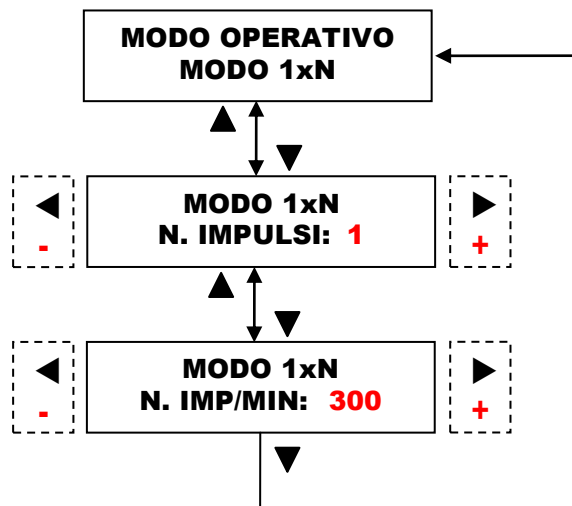 MODO OPERATIVO
MODO 1xN
MODO 1xN
N. IMPULSI: 1
-
+
MODO 1xN
N. IMP/MIN: 300
-
+